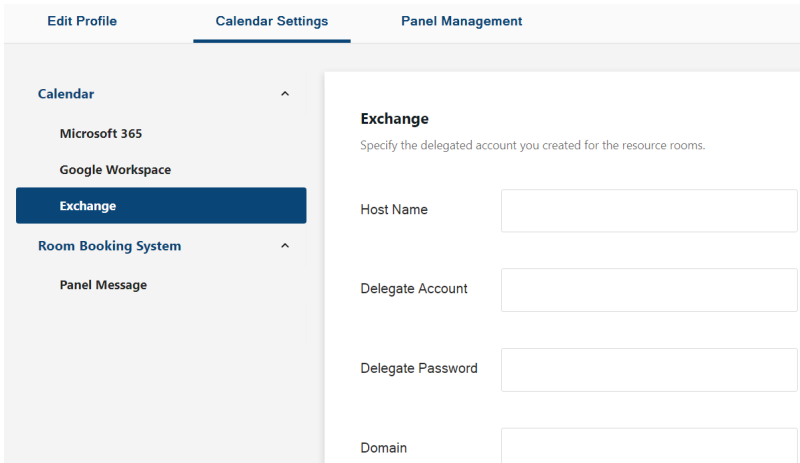 Edit Profile
Calendar Settings
Panel Management
Calendar
Microsoft 365
Google Workspace
Exchange
Room Booking System
Panel Message
Exchange
Specify the delegated account you created for the resource rooms.
Host Name
Delegate Account
Delegate Password
Domain